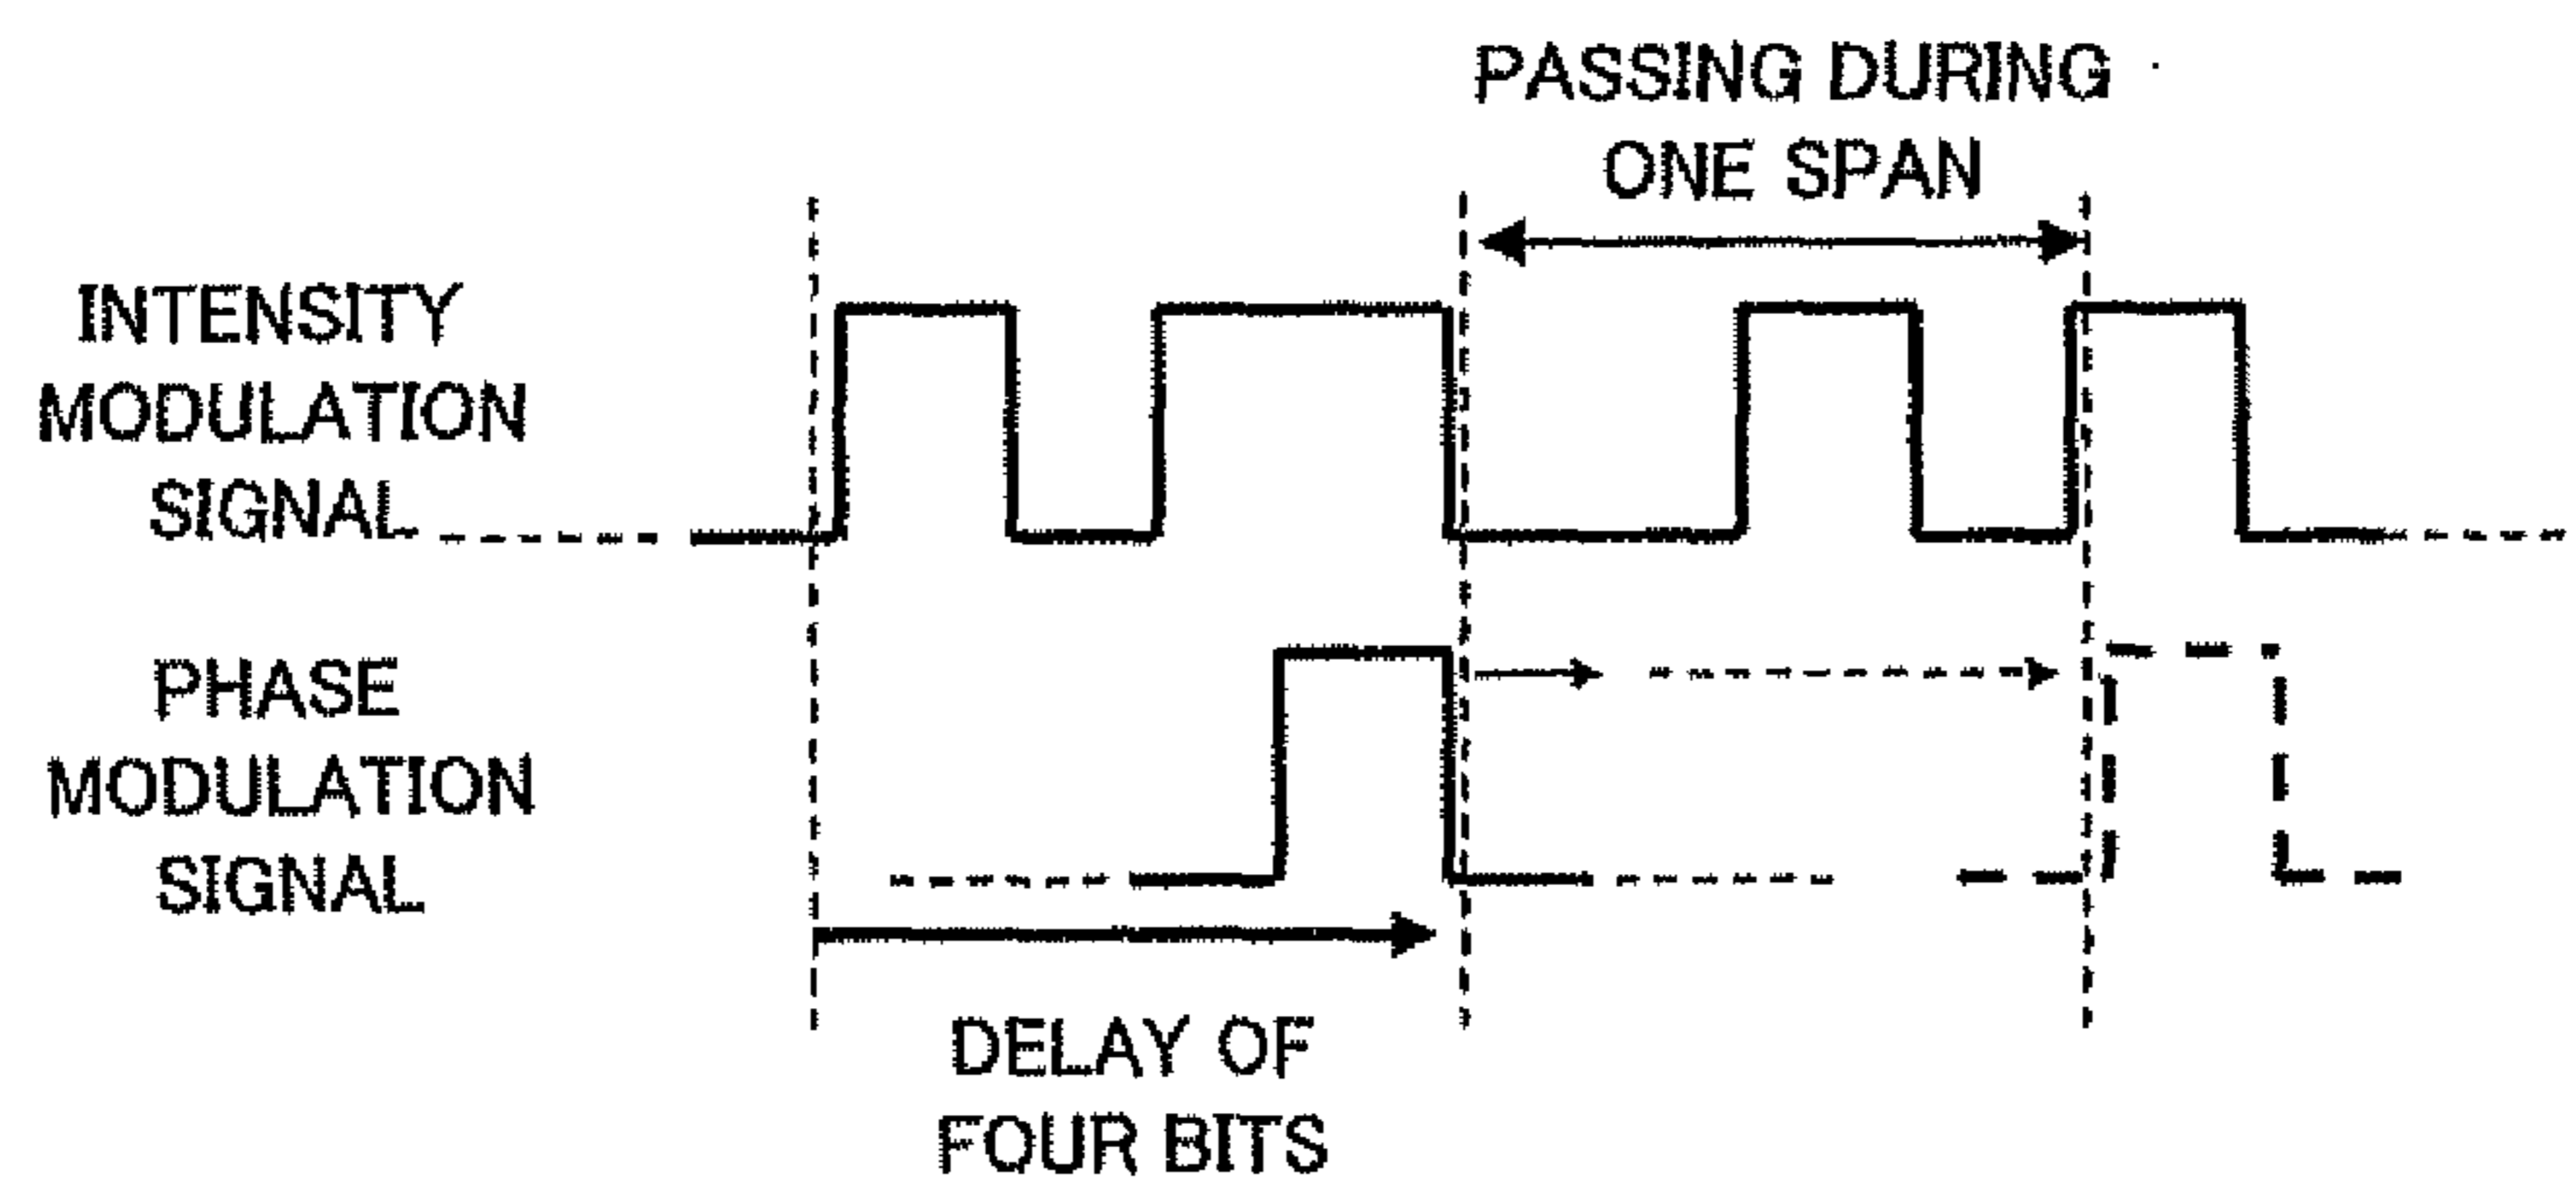 PASSING DURING
ONE SPAN
INTENSITY
MODULATION
SIGNAL
PHASE
MODULATION
SIGNAL
DELAY OF
FOUR BITS